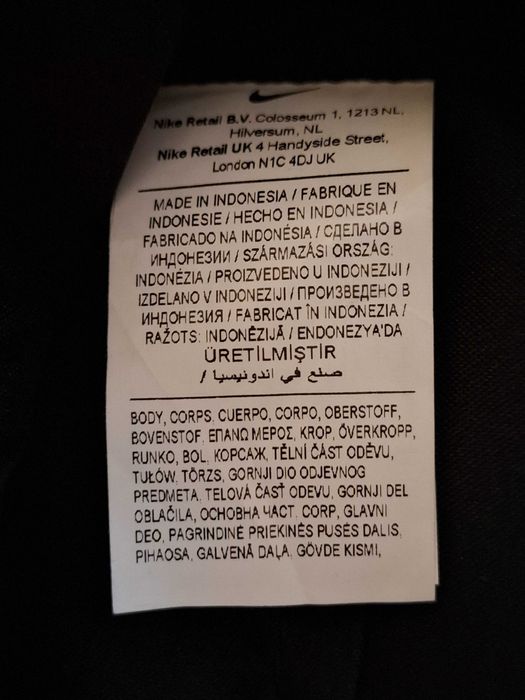 Nike Retail B.V. Colosseum 1, 1213 NL,
Hilversum, NL
Nike Retail UK 4 Handyside Street,
London N1C 4DJ UK
MADE IN INDONESIA / FABRIQUE EN
INDONESIE / HECHO EN INDONESIA /
FABRICADO NA INDONÉSIA / СДЕЛАНО В
ИНДОНЕЗИИ / SZÁRMAZÁSI ORSZÁG:
INDONÉZIA / PROIZVEDENO U INDONEZIJI /
IZDELANO V INDONEZIJI / ПРОИЗВЕДЕНО В
ИНДОНЕЗИЯ / FABRICAT ÎN INDONEZIA /
RAŽOTS: INDONĒZIJĀ / ENDONEZYA'DA
ÜRETİLMİŞTİR
صنع في اندونيسيا /
BODY, CORPS, CUERPO, CORPO, OBERSTOFF,
BOVENSTOF, ΕΠΑΝΩ ΜΕΡΟΣ, KROP, ÖVERKROPP,
RUNKO, BOL, КОРСАЖ, TĚLNÍ ČÁST ODĚVU,
TUŁÓW, TÖRZS, GORNJI DIO ODJEVNOG
PREDMETA, TELOVÁ ČASŤ ODEVU, GORNJI DEL
OBLAČILA, ОСНОВНА ЧАСТ, CORP, GLAVNI
DEO, PAGRINDINĖ PRIEKINĖS PUSĖS DALIS,
PIHAOSA, GALVENĀ DAĻA, GÖVDE KISMI,